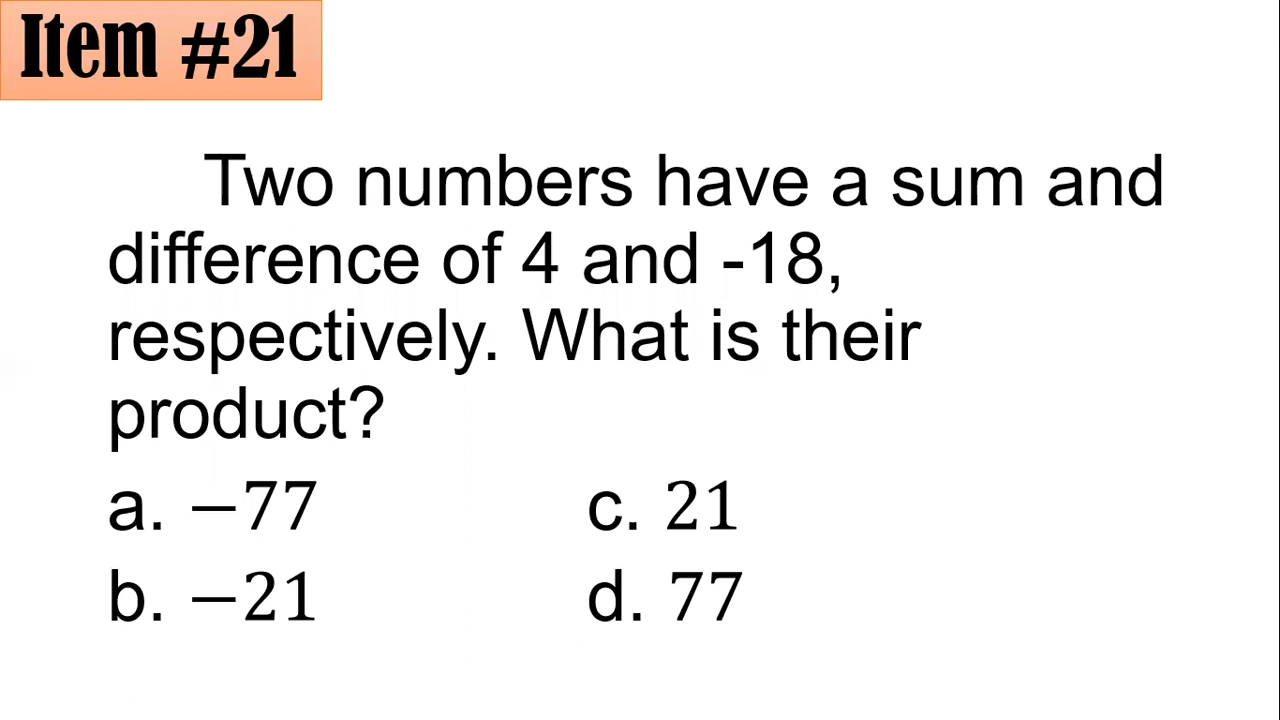 Item #21
Two numbers have a sum and
difference of 4 and -18,
respectively. What is their
product?
a. −77 c. 21
b. −21 d. 77